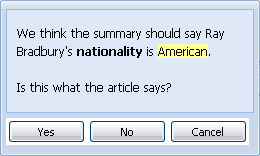 We think the summary should say Ray
Bradbury's nationality is American.
Is this what the article says?
Yes No Cancel